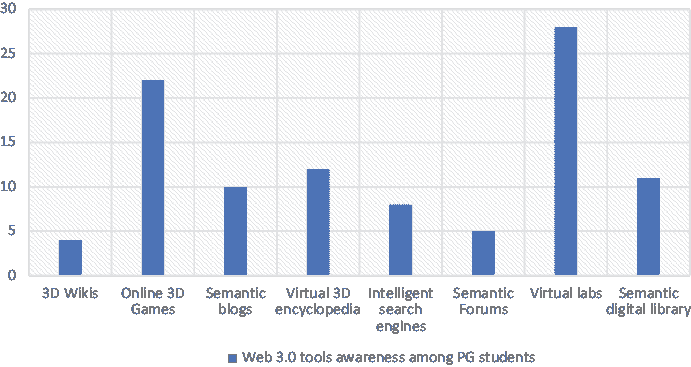 30
25
20
15
10
5
0
3D Wikis
Online 3D
Games
Semantic
blogs
Virtual 3D
encyclopedia
Intelligent
search
engines
Semantic
Forums
Virtual labs
Semantic
digital library
Web 3.0 tools awareness among PG students